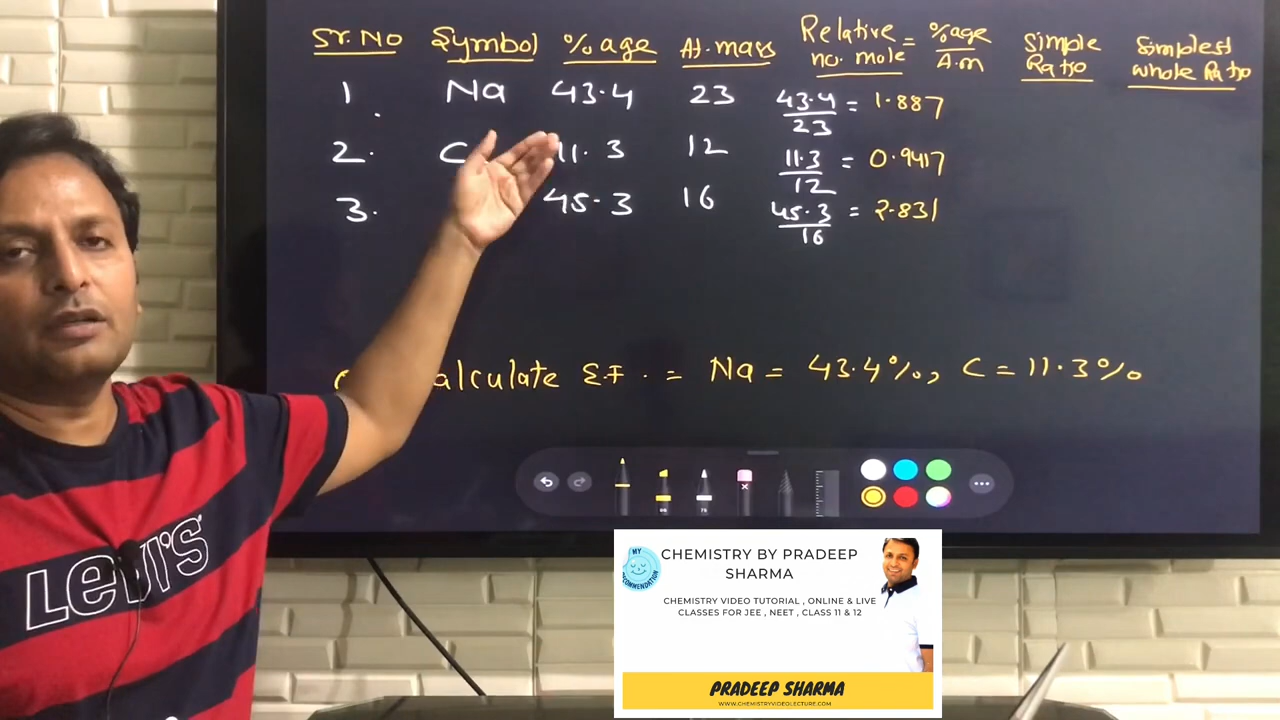 Sr. No Symbol %age At. mass Relative no. mole = %age / A.m Simple Ratio Simplest whole Ratio
1 Na 43.4 23 43.4/23 = 1.887
2. C 11.3 12 11.3/12 = 0.9417
3. 45.3 16 45.3/16 = 2.831
alculate E.F. = Na = 43.4%, C = 11.3%
LEVI'S
MY RECOMMENDATION
CHEMISTRY BY PRADEEP
SHARMA
CHEMISTRY VIDEO TUTORIAL , ONLINE & LIVE
CLASSES FOR JEE , NEET , CLASS 11 & 12
PRADEEP SHARMA
WWW.CHEMISTRYVIDEOLECTURE.COM